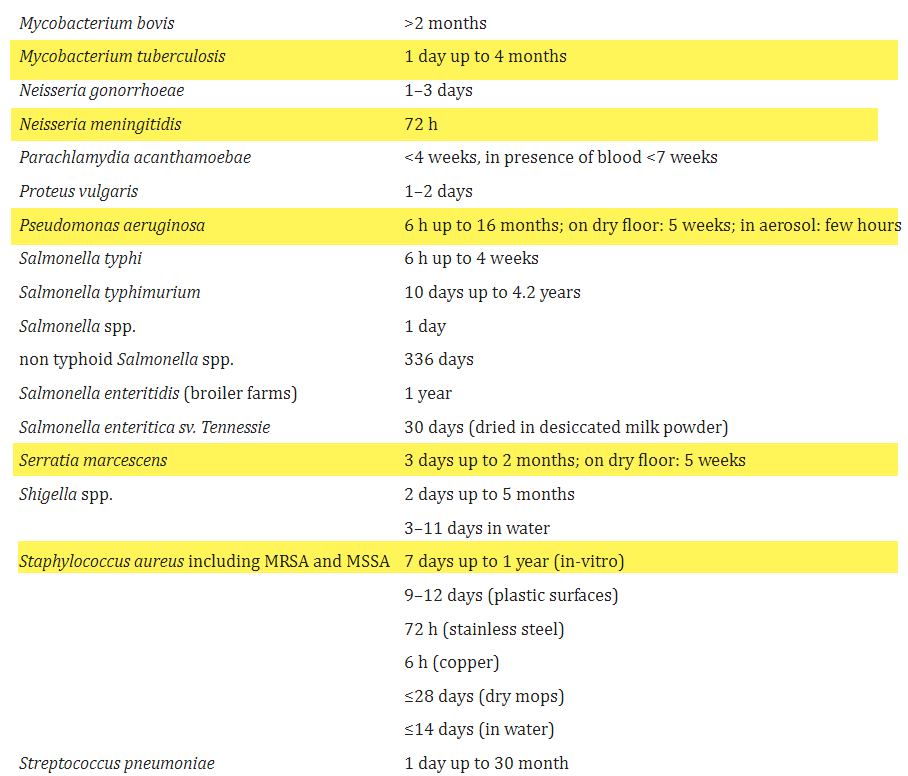 Mycobacterium bovis >2 months
Mycobacterium tuberculosis 1 day up to 4 months
Neisseria gonorrhoeae 1–3 days
Neisseria meningitidis 72 h
Parachlamydia acanthamoebae <4 weeks, in presence of blood <7 weeks
Proteus vulgaris 1–2 days
Pseudomonas aeruginosa 6 h up to 16 months; on dry floor: 5 weeks; in aerosol: few hours
Salmonella typhi 6 h up to 4 weeks
Salmonella typhimurium 10 days up to 4.2 years
Salmonella spp. 1 day
non typhoid Salmonella spp. 336 days
Salmonella enteritidis (broiler farms) 1 year
Salmonella enteritica sv. Tennessie 30 days (dried in desiccated milk powder)
Serratia marcescens 3 days up to 2 months; on dry floor: 5 weeks
Shigella spp. 2 days up to 5 months
3–11 days in water
Staphylococcus aureus including MRSA and MSSA 7 days up to 1 year (in-vitro)
9–12 days (plastic surfaces)
72 h (stainless steel)
6 h (copper)
≤28 days (dry mops)
≤14 days (in water)
Streptococcus pneumoniae 1 day up to 30 month